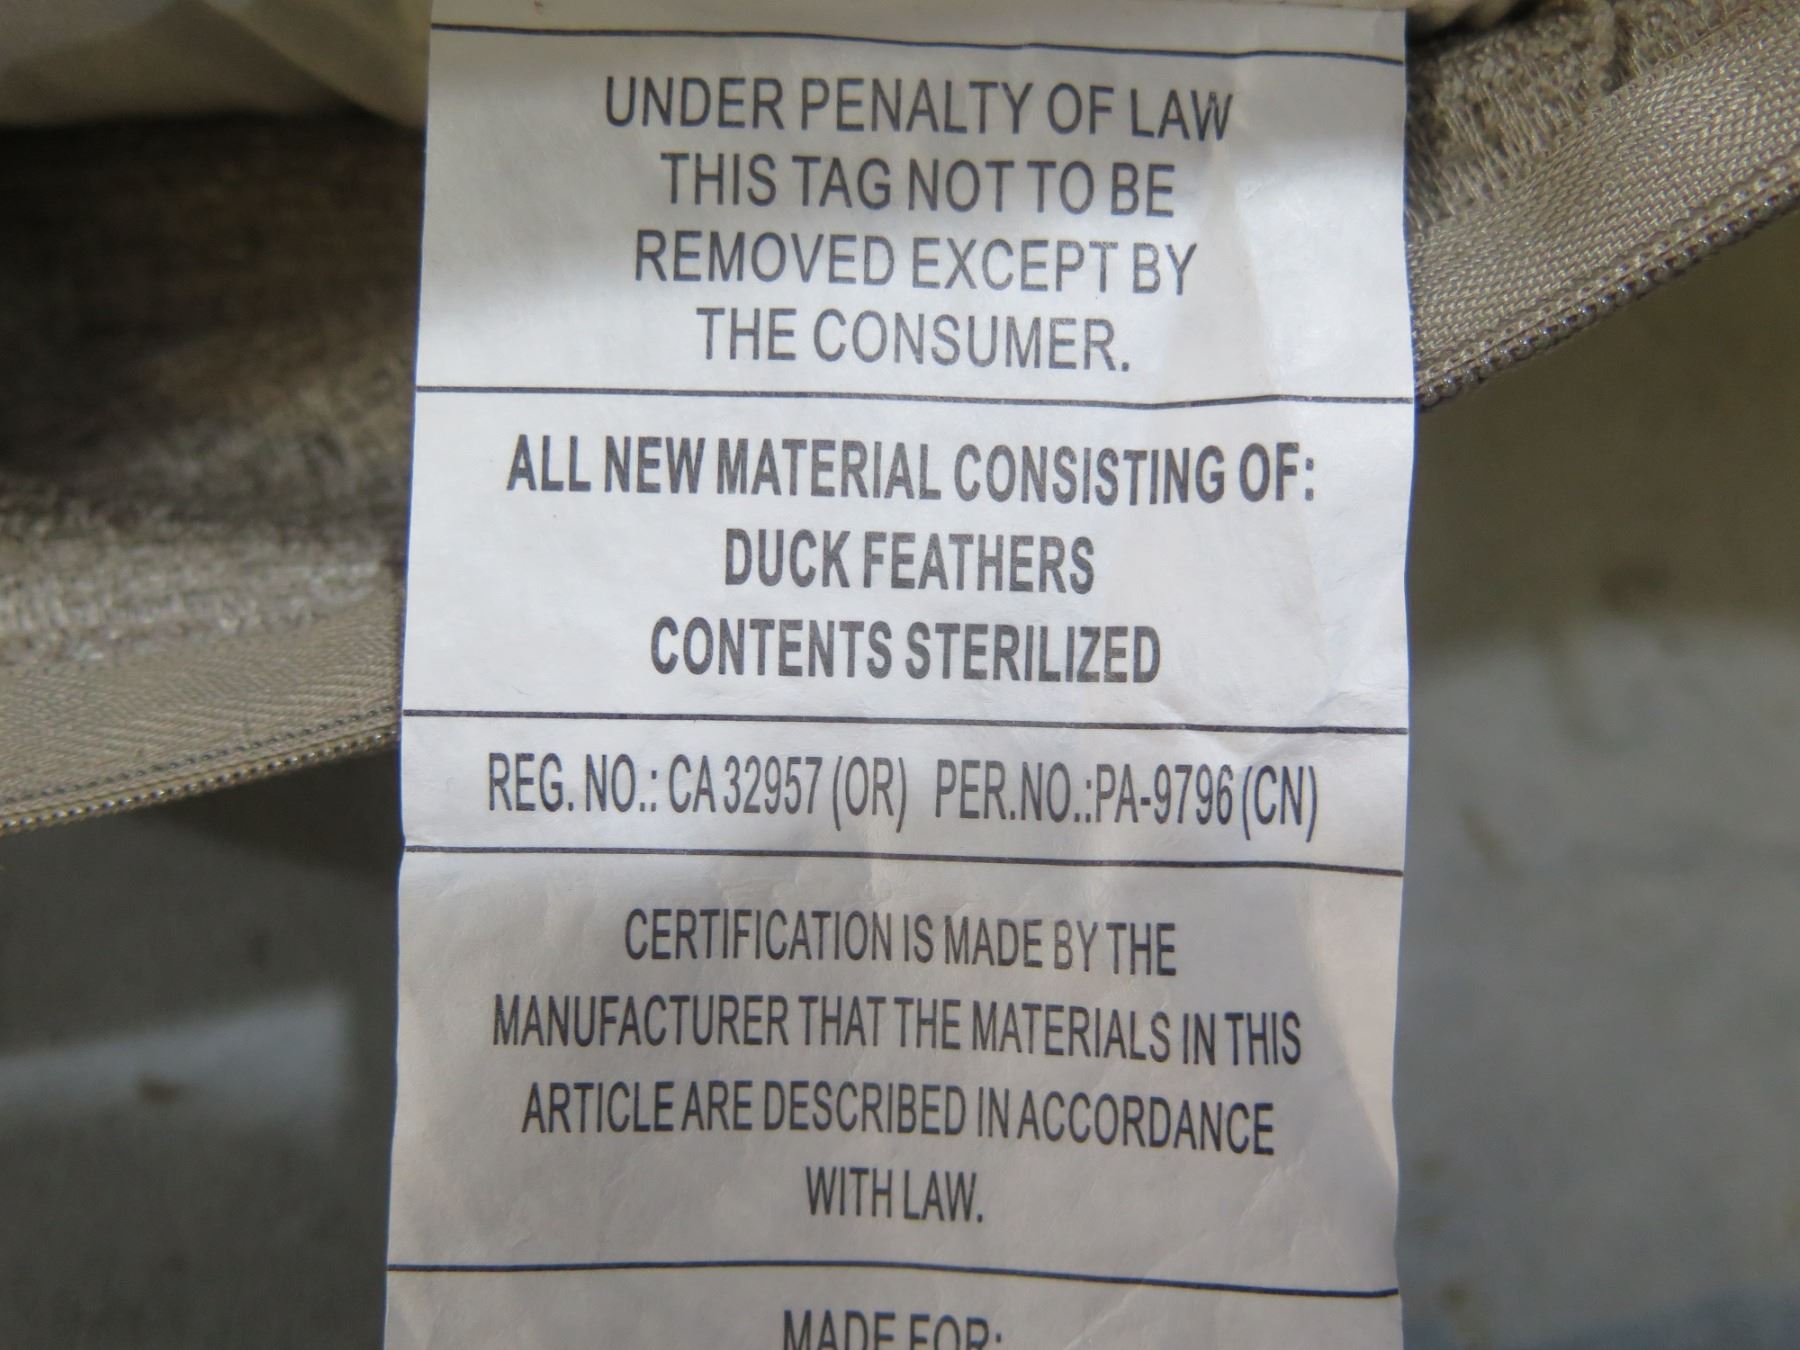 UNDER PENALTY OF LAW
THIS TAG NOT TO BE
REMOVED EXCEPT BY
THE CONSUMER.
ALL NEW MATERIAL CONSISTING OF:
DUCK FEATHERS
CONTENTS STERILIZED
REG. NO.: CA 32957 (OR) PER.NO.:PA-9796 (CN)
CERTIFICATION IS MADE BY THE
MANUFACTURER THAT THE MATERIALS IN THIS
ARTICLE ARE DESCRIBED IN ACCORDANCE
WITH LAW.
MADE FOR: